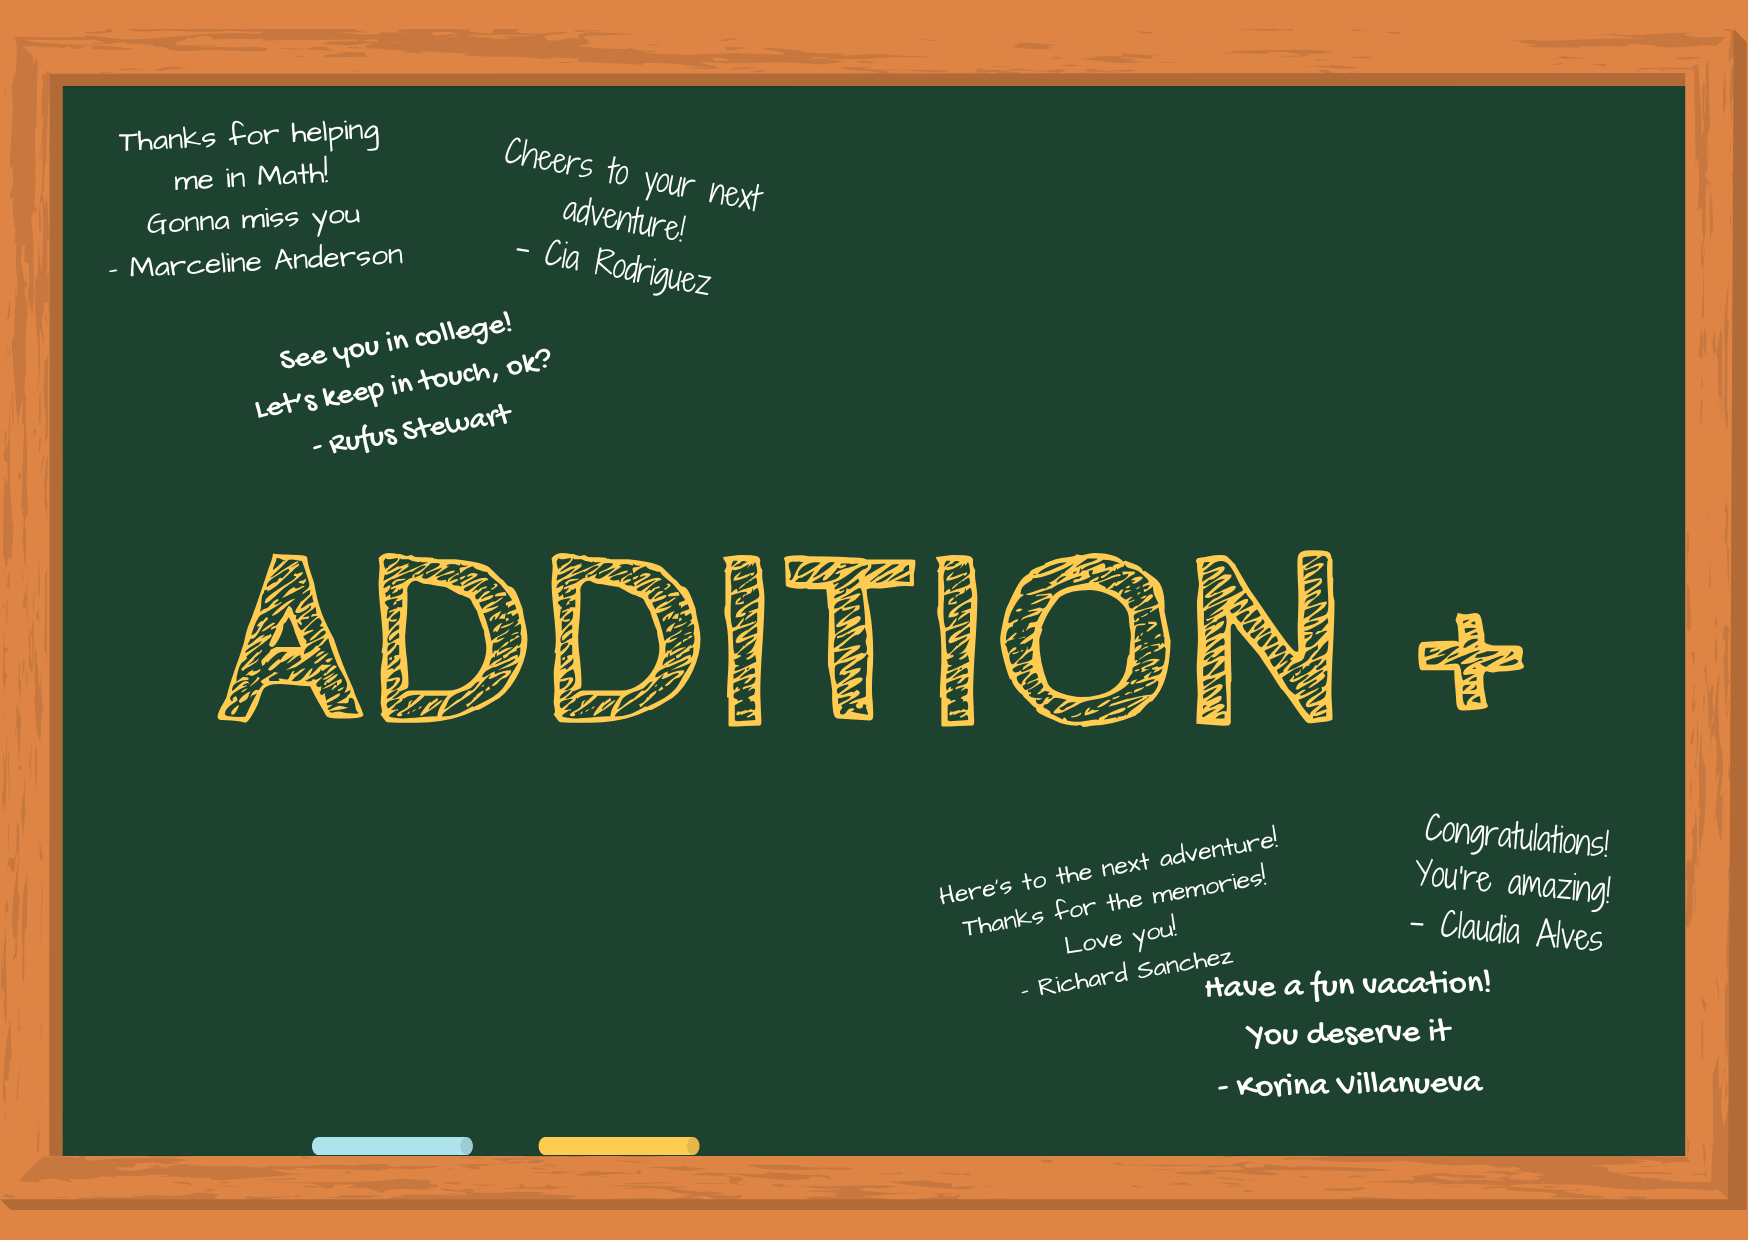 Thanks for helping
me in Math!
Gonna miss you
- Marceline Anderson
Cheers to your next
adventure!
- Cia Rodriguez
See you in college!
Let's keep in touch, ok?
- Rufus Stewart
ADDITION +
Here's to the next adventure!
Thanks for the memories!
Love you!
- Richard Sanchez
Congratulations!
You're amazing!
- Claudia Alves
Have a fun vacation!
You deserve it
- Korina Villanueva